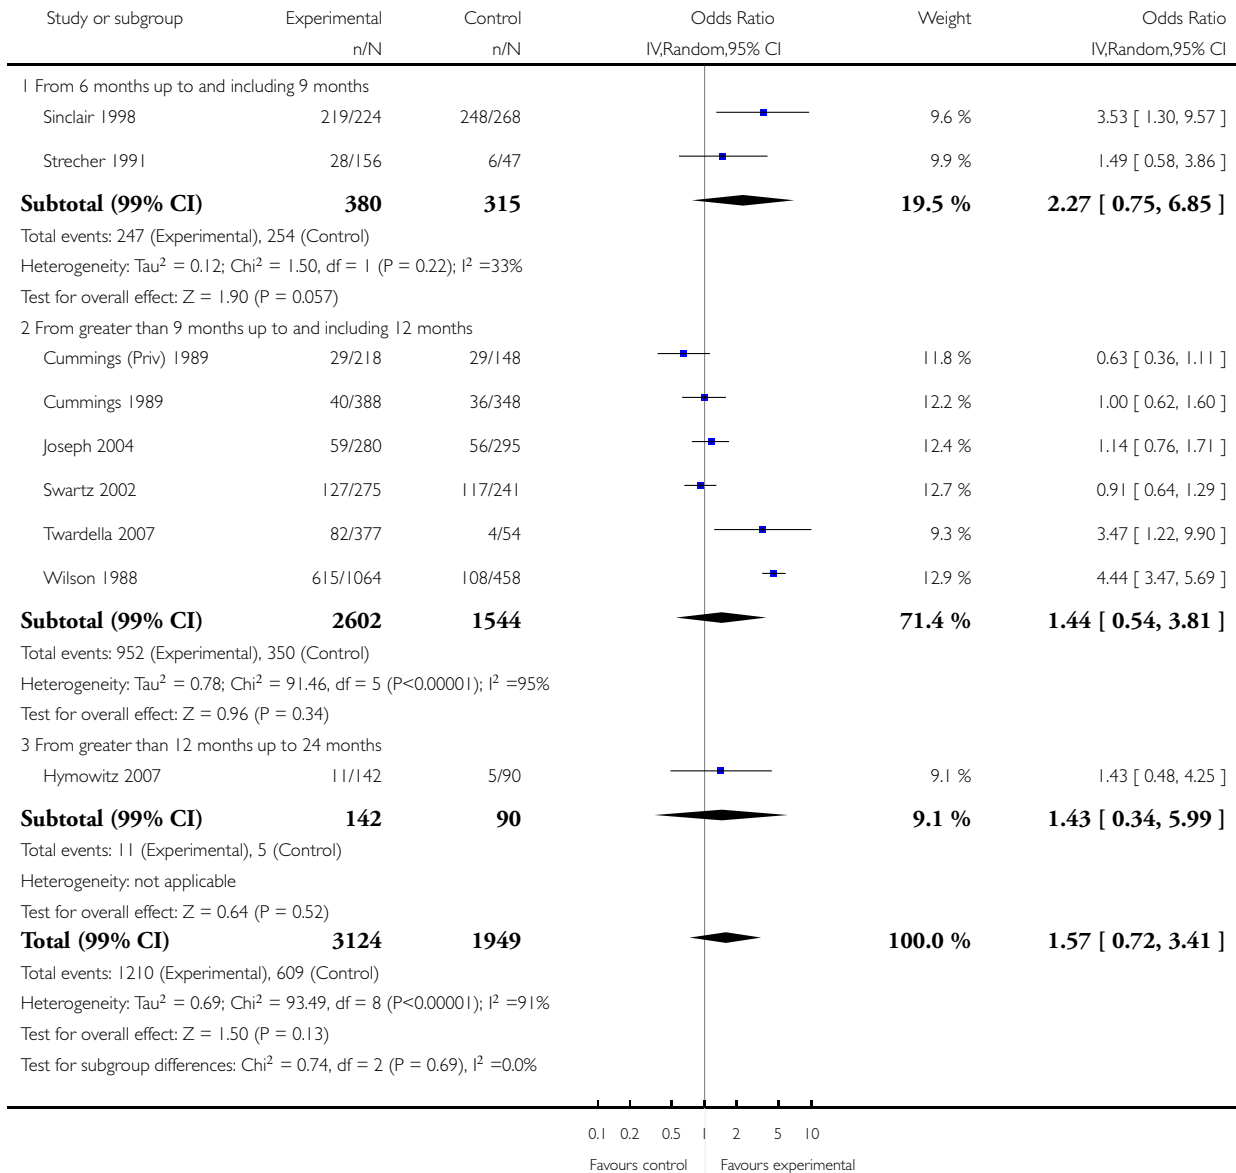 Study or subgroup Experimental Control Odds Ratio Weight Odds Ratio
n/N n/N IV,Random,95% CI IV,Random,95% CI
1 From 6 months up to and including 9 months
Sinclair 1998 219/224 248/268 9.6 % 3.53 [ 1.30, 9.57 ]
Strecher 1991 28/156 6/47 9.9 % 1.49 [ 0.58, 3.86 ]
Subtotal (99% CI) 380 315 19.5 % 2.27 [ 0.75, 6.85 ]
Total events: 247 (Experimental), 254 (Control)
Heterogeneity: Tau² = 0.12; Chi² = 1.50, df = 1 (P = 0.22); I² =33%
Test for overall effect: Z = 1.90 (P = 0.057)
2 From greater than 9 months up to and including 12 months
Cummings (Priv) 1989 29/218 29/148 11.8 % 0.63 [ 0.36, 1.11 ]
Cummings 1989 40/388 36/348 12.2 % 1.00 [ 0.62, 1.60 ]
Joseph 2004 59/280 56/295 12.4 % 1.14 [ 0.76, 1.71 ]
Swartz 2002 127/275 117/241 12.7 % 0.91 [ 0.64, 1.29 ]
Twardella 2007 82/377 4/54 9.3 % 3.47 [ 1.22, 9.90 ]
Wilson 1988 615/1064 108/458 12.9 % 4.44 [ 3.47, 5.69 ]
Subtotal (99% CI) 2602 1544 71.4 % 1.44 [ 0.54, 3.81 ]
Total events: 952 (Experimental), 350 (Control)
Heterogeneity: Tau² = 0.78; Chi² = 91.46, df = 5 (P<0.00001); I² =95%
Test for overall effect: Z = 0.96 (P = 0.34)
3 From greater than 12 months up to 24 months
Hymowitz 2007 11/142 5/90 9.1 % 1.43 [ 0.48, 4.25 ]
Subtotal (99% CI) 142 90 9.1 % 1.43 [ 0.34, 5.99 ]
Total events: 11 (Experimental), 5 (Control)
Heterogeneity: not applicable
Test for overall effect: Z = 0.64 (P = 0.52)
Total (99% CI) 3124 1949 100.0 % 1.57 [ 0.72, 3.41 ]
Total events: 1210 (Experimental), 609 (Control)
Heterogeneity: Tau² = 0.69; Chi² = 93.49, df = 8 (P<0.00001); I² =91%
Test for overall effect: Z = 1.50 (P = 0.13)
Test for subgroup differences: Chi² = 0.74, df = 2 (P = 0.69), I² =0.0%
0.1 0.2 0.5 1 2 5 10
Favours control Favours experimental